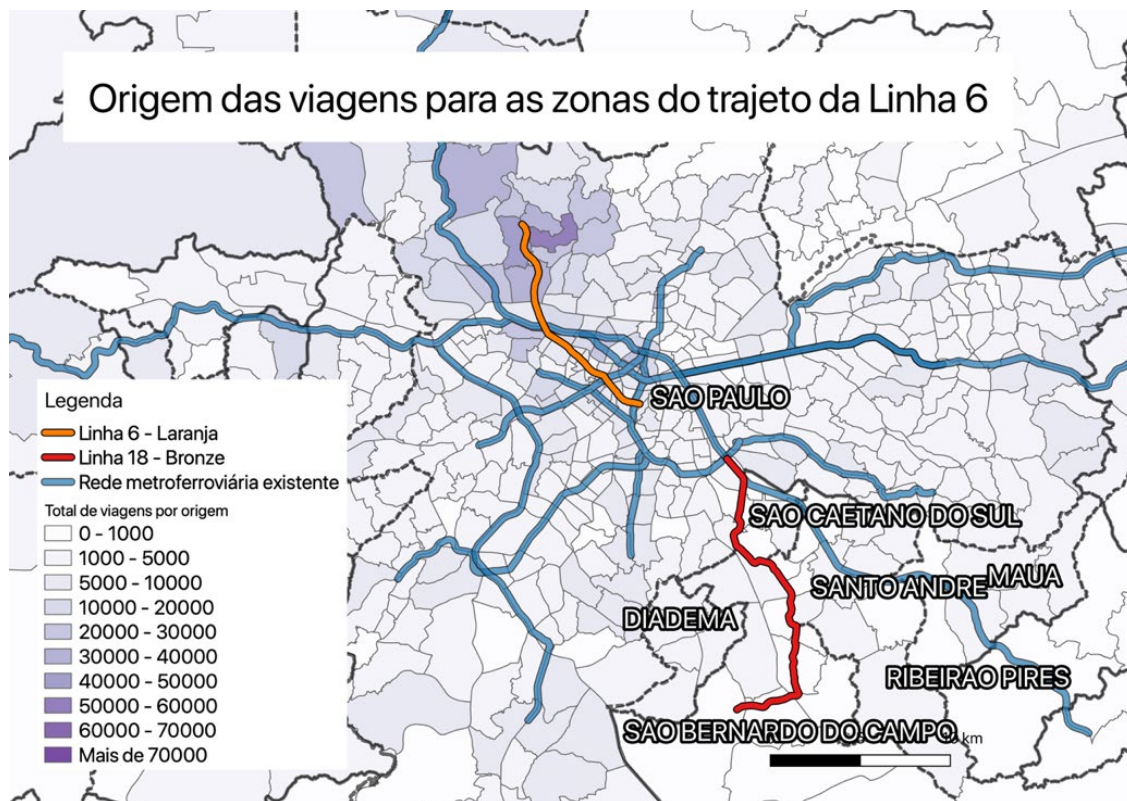 Origem das viagens para as zonas do trajeto da Linha 6
SAO PAULO
Legenda
Linha 6 - Laranja
Linha 18 - Bronze
Rede metroferroviária existente
Total de viagens por origem
0 - 1000
1000 - 5000
5000 - 10000
10000 - 20000
20000 - 30000
30000 - 40000
40000 - 50000
50000 - 60000
60000 - 70000
Mais de 70000
SAO CAETANO DO SUL
SANTO ANDRE
MAUA
DIADEMA
RIBEIRAO PIRES
SAO BERNARDO DO CAMPO
km